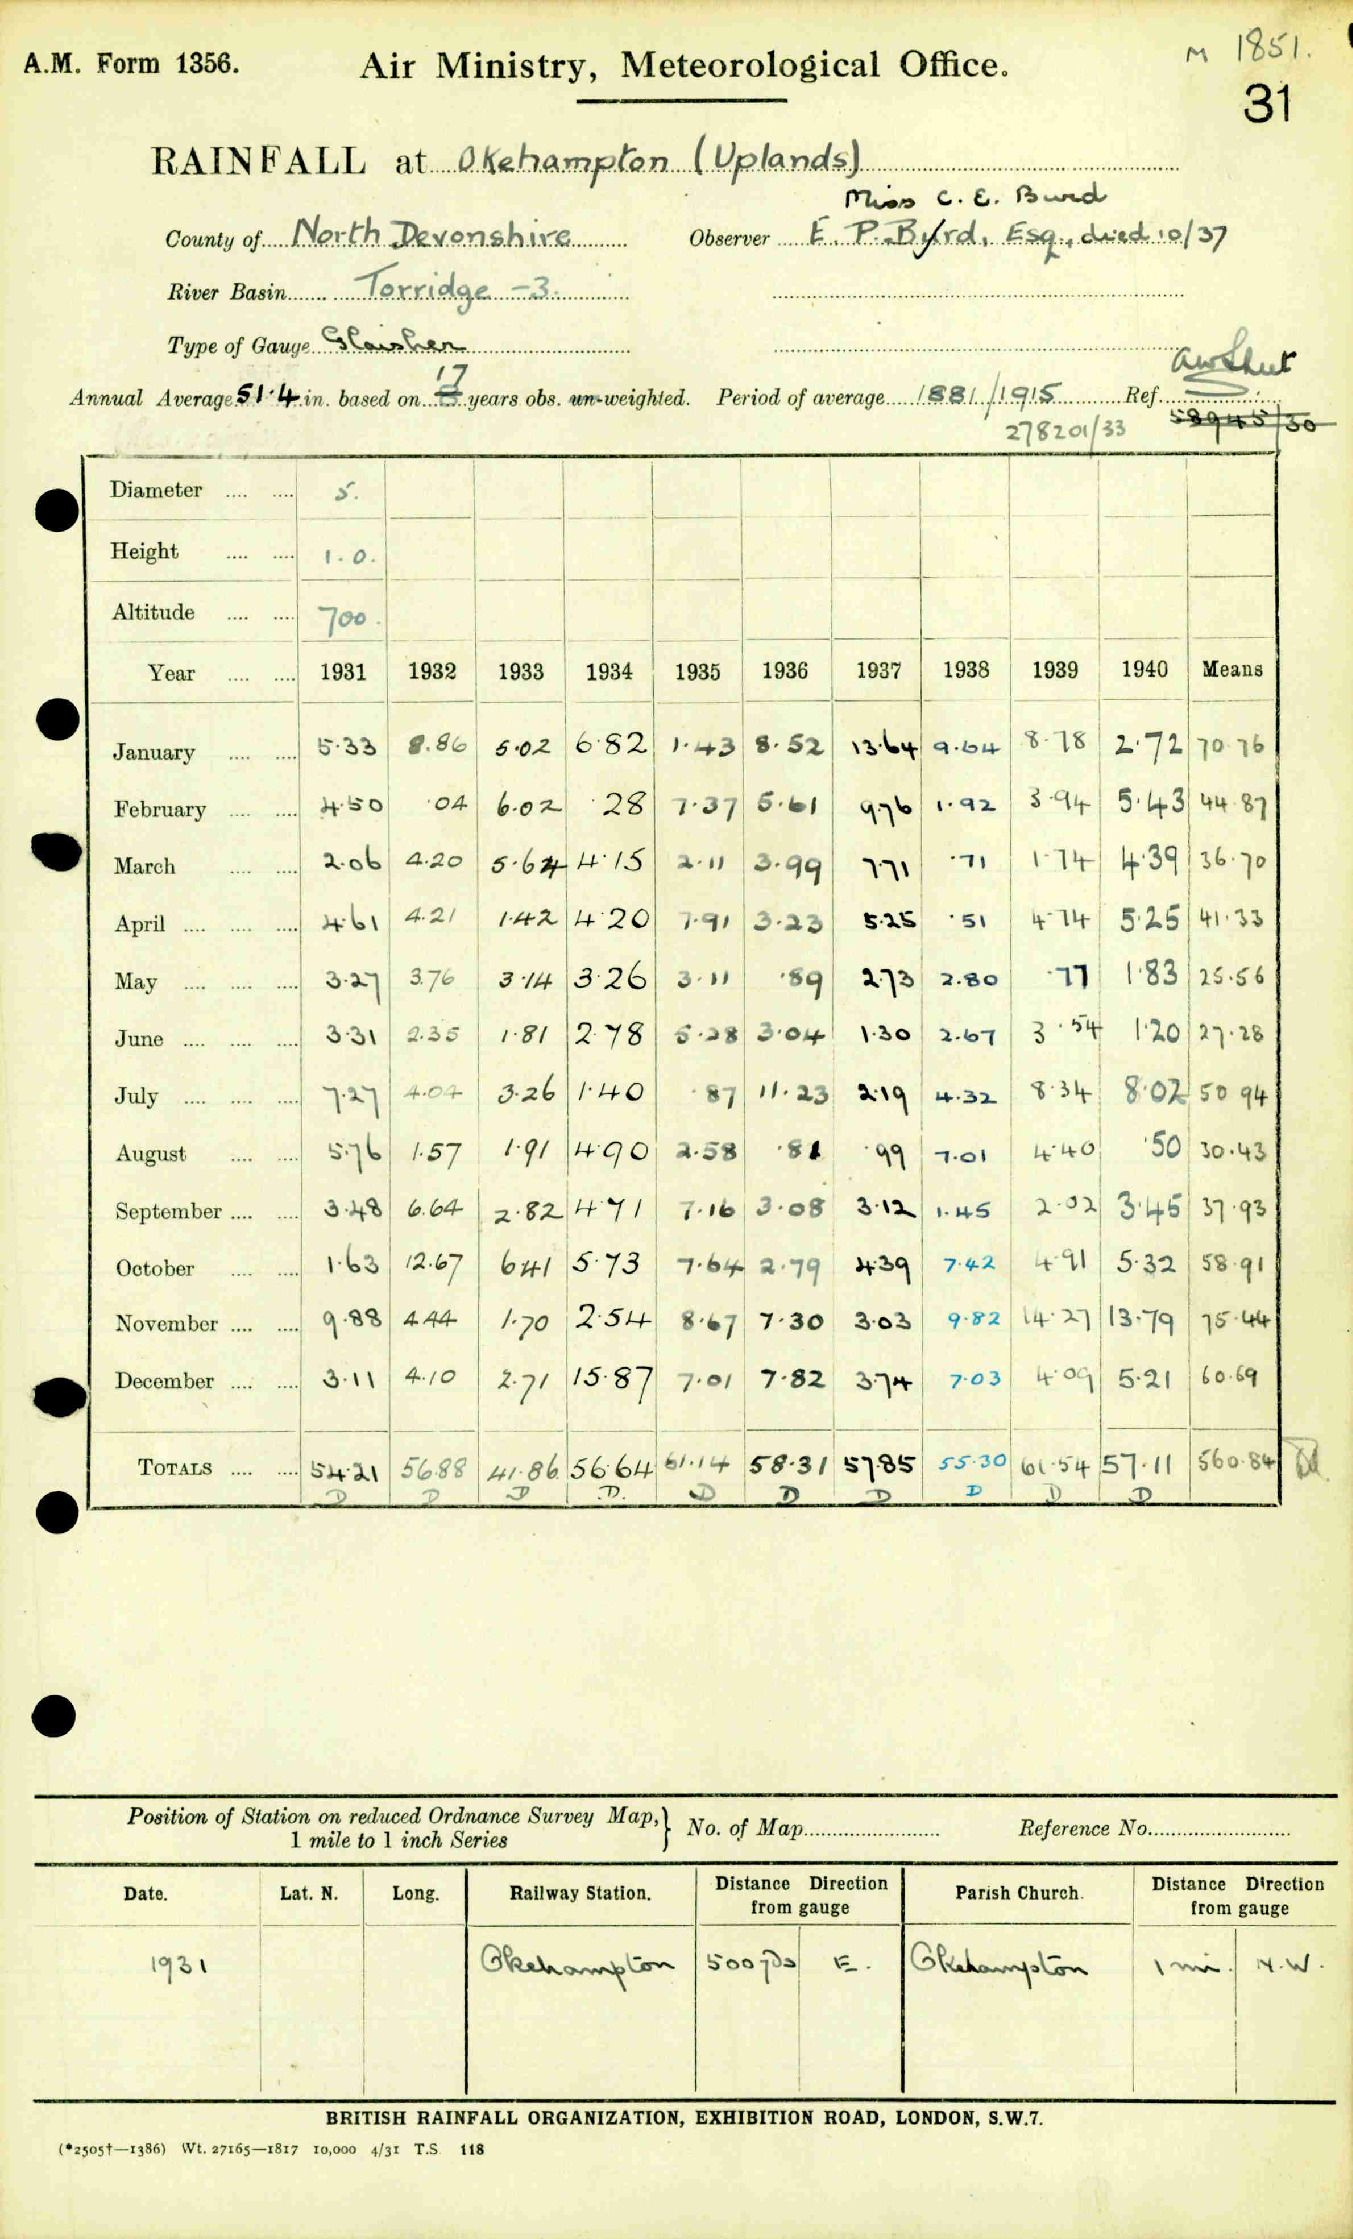 A.M. Form 1356.
Air Ministry, Meteorological Office.
M 1851.
31
RAINFALL at Okehampton (Uplands)
Miss C. E. Burd
County of North Devonshire Observer E. P. Burd, Esq., died 10/37
River Basin Torridge -3.
Type of Gauge Glaisher
Annual Average 51.4 in. based on 17 years obs. un-weighted. Period of average 1881/1915 Ref.
278201/33 58945/30
Diameter .... .... 5.
Height .... .... 1.0.
Altitude .... .... 700.
Year .... .... 1931 1932 1933 1934 1935 1936 1937 1938 1939 1940 Means
January .... .... 5.33 8.86 5.02 6.82 1.43 8.52 13.64 9.64 8.78 2.72 70.76
February .... .... 4.50 .04 6.02 .28 7.37 5.61 9.76 1.92 3.94 5.43 44.87
March .... .... 2.06 4.20 5.64 4.15 2.11 3.99 7.71 .71 1.74 4.39 36.70
April .... .... .... 4.61 4.21 1.42 4.20 7.91 3.23 5.25 .51 4.74 5.25 41.33
May .... .... .... 3.27 3.76 3.14 3.26 3.11 .89 2.73 2.80 .77 1.83 25.56
June .... .... .... 3.31 2.35 1.81 2.78 5.28 3.04 1.30 2.67 3.54 1.20 27.28
July .... .... .... 7.27 4.04 3.26 1.40 .87 11.23 2.19 4.32 8.34 8.02 50.94
August .... .... 5.76 1.57 1.91 4.90 2.58 .81 .99 7.01 4.40 .50 30.43
September .... .... 3.48 6.64 2.82 4.71 7.16 3.08 3.12 1.45 2.02 3.45 37.93
October .... .... 1.63 12.67 6.41 5.73 7.64 2.79 4.39 7.42 4.91 5.32 58.91
November .... .... 9.88 4.44 1.70 2.54 8.67 7.30 3.03 9.82 14.27 13.79 75.44
December .... .... 3.11 4.10 2.71 15.87 7.01 7.82 3.74 7.03 4.09 5.21 60.69
TOTALS .... .... 54.21 56.88 41.86 56.64 61.14 58.31 57.85 55.30 61.54 57.11 560.84
D D D D. D D D D D D
Position of Station on reduced Ordnance Survey Map, } No. of Map Reference No.
1 mile to 1 inch Series
Date. Lat. N. Long. Railway Station. Distance Direction from gauge Parish Church. Distance Direction from gauge
1931 Okehampton 500 yds E. Okehampton 1 mi. N.W.
BRITISH RAINFALL ORGANIZATION, EXHIBITION ROAD, LONDON, S.W.7.
(*2505†—1386) Wt. 27165—1817 10,000 4/31 T.S. 118